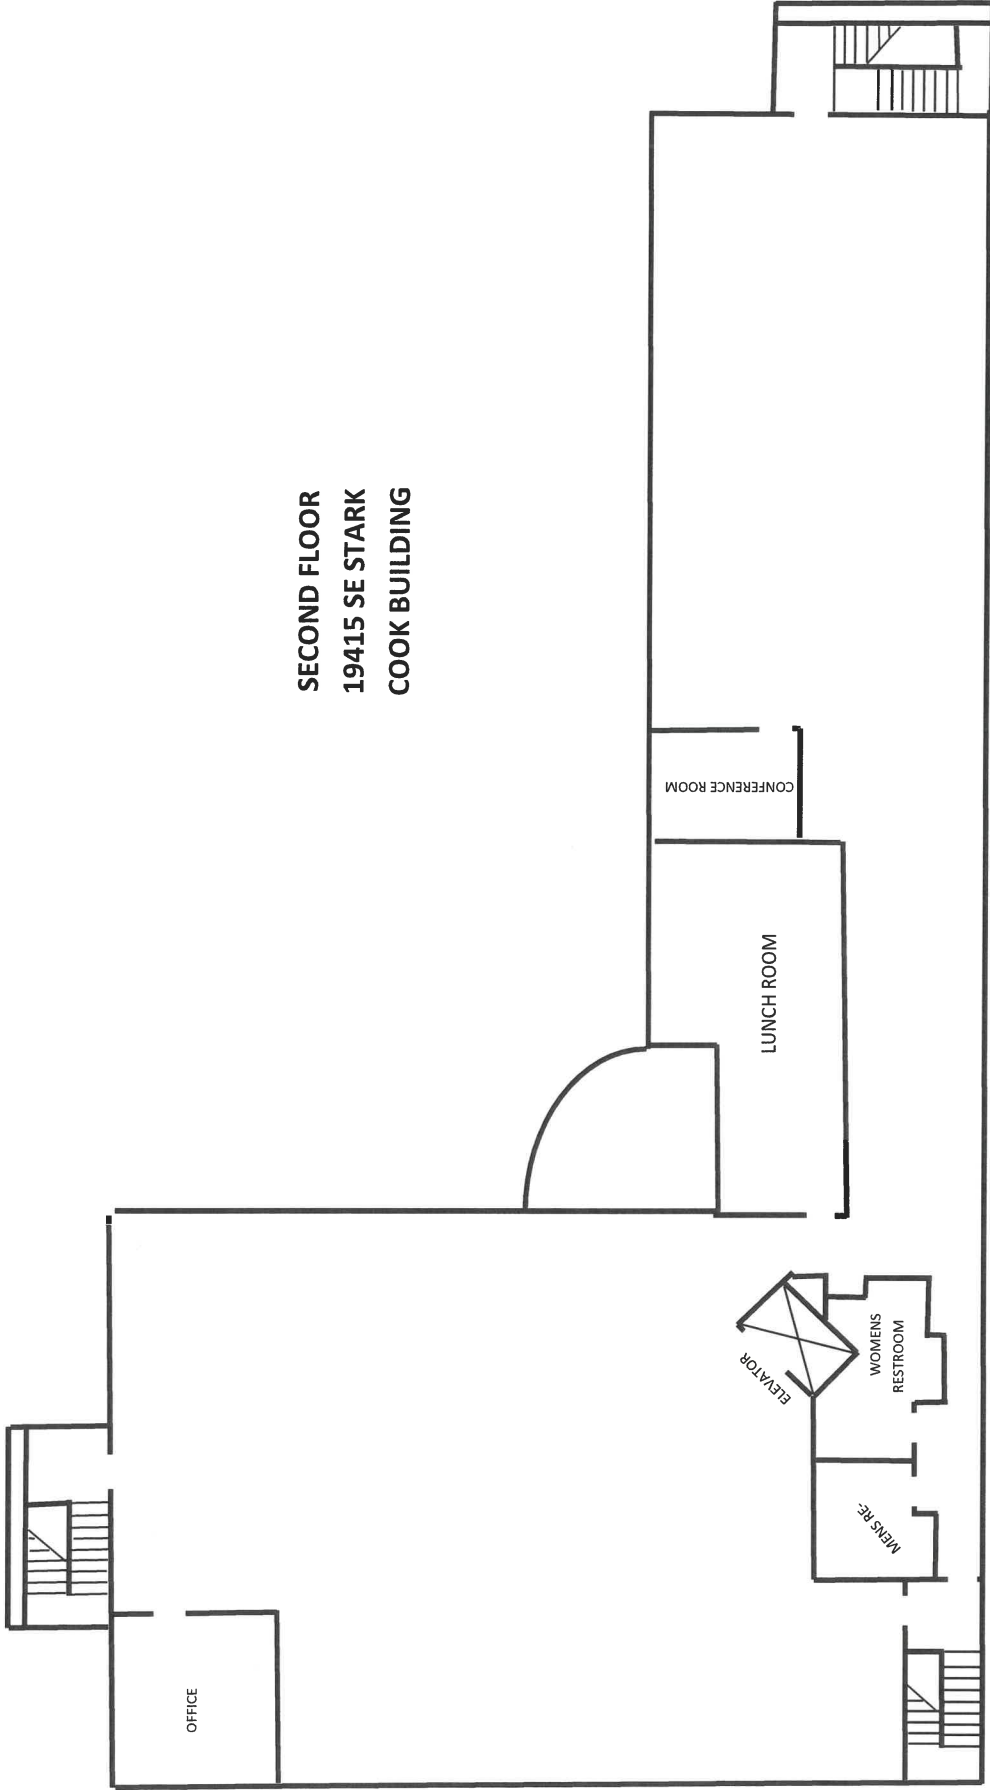 SECOND FLOOR
19415 SE STARK
COOK BUILDING
CONFERENCE ROOM
LUNCH ROOM
ELEVATOR
WOMENS
RESTROOM
MENS RE-
OFFICE